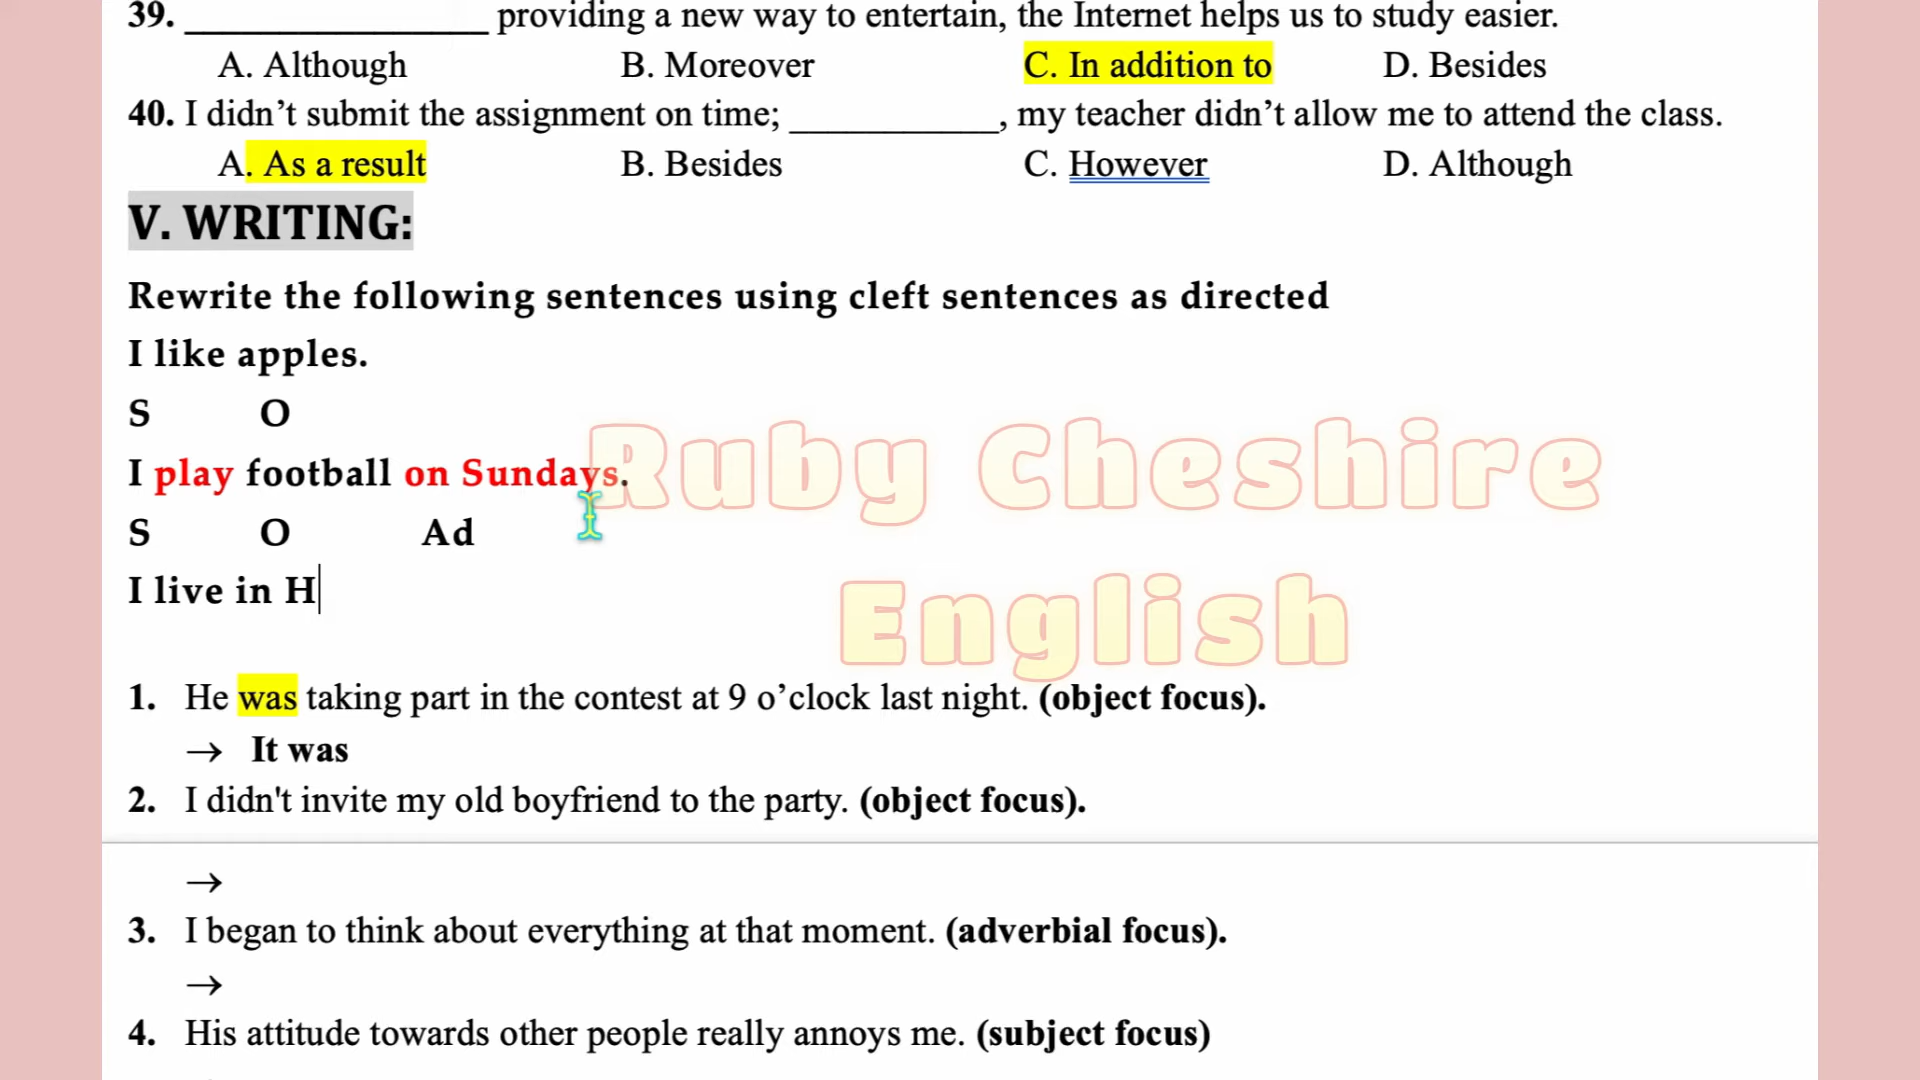 39. ________________ providing a new way to entertain, the Internet helps us to study easier.
A. Although B. Moreover C. In addition to D. Besides
40. I didn’t submit the assignment on time; ___________, my teacher didn’t allow me to attend the class.
A. As a result B. Besides C. However D. Although
V. WRITING:
Rewrite the following sentences using cleft sentences as directed
I like apples.
S O
I play football on Sundays.
S O Ad
I live in H
Ruby Cheshire
English
1. He was taking part in the contest at 9 o’clock last night. (object focus).
→ It was
2. I didn't invite my old boyfriend to the party. (object focus).
→
3. I began to think about everything at that moment. (adverbial focus).
→
4. His attitude towards other people really annoys me. (subject focus)